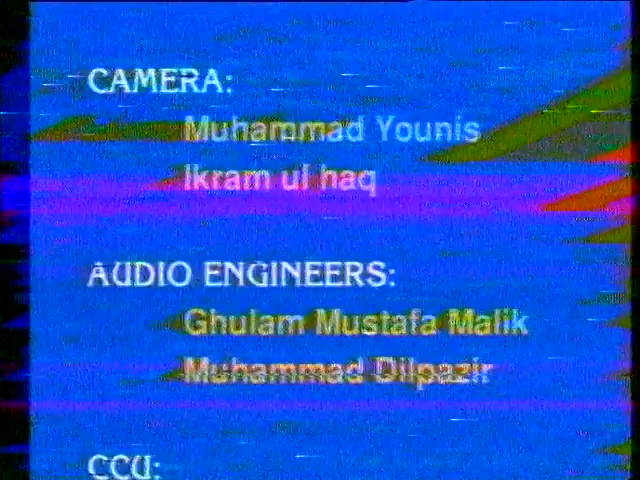 CAMERA:
Muhammad Younis
Ikram ul haq
AUDIO ENGINEERS:
Ghulam Mustafa Malik
Muhammad Dilpazir
CCU: